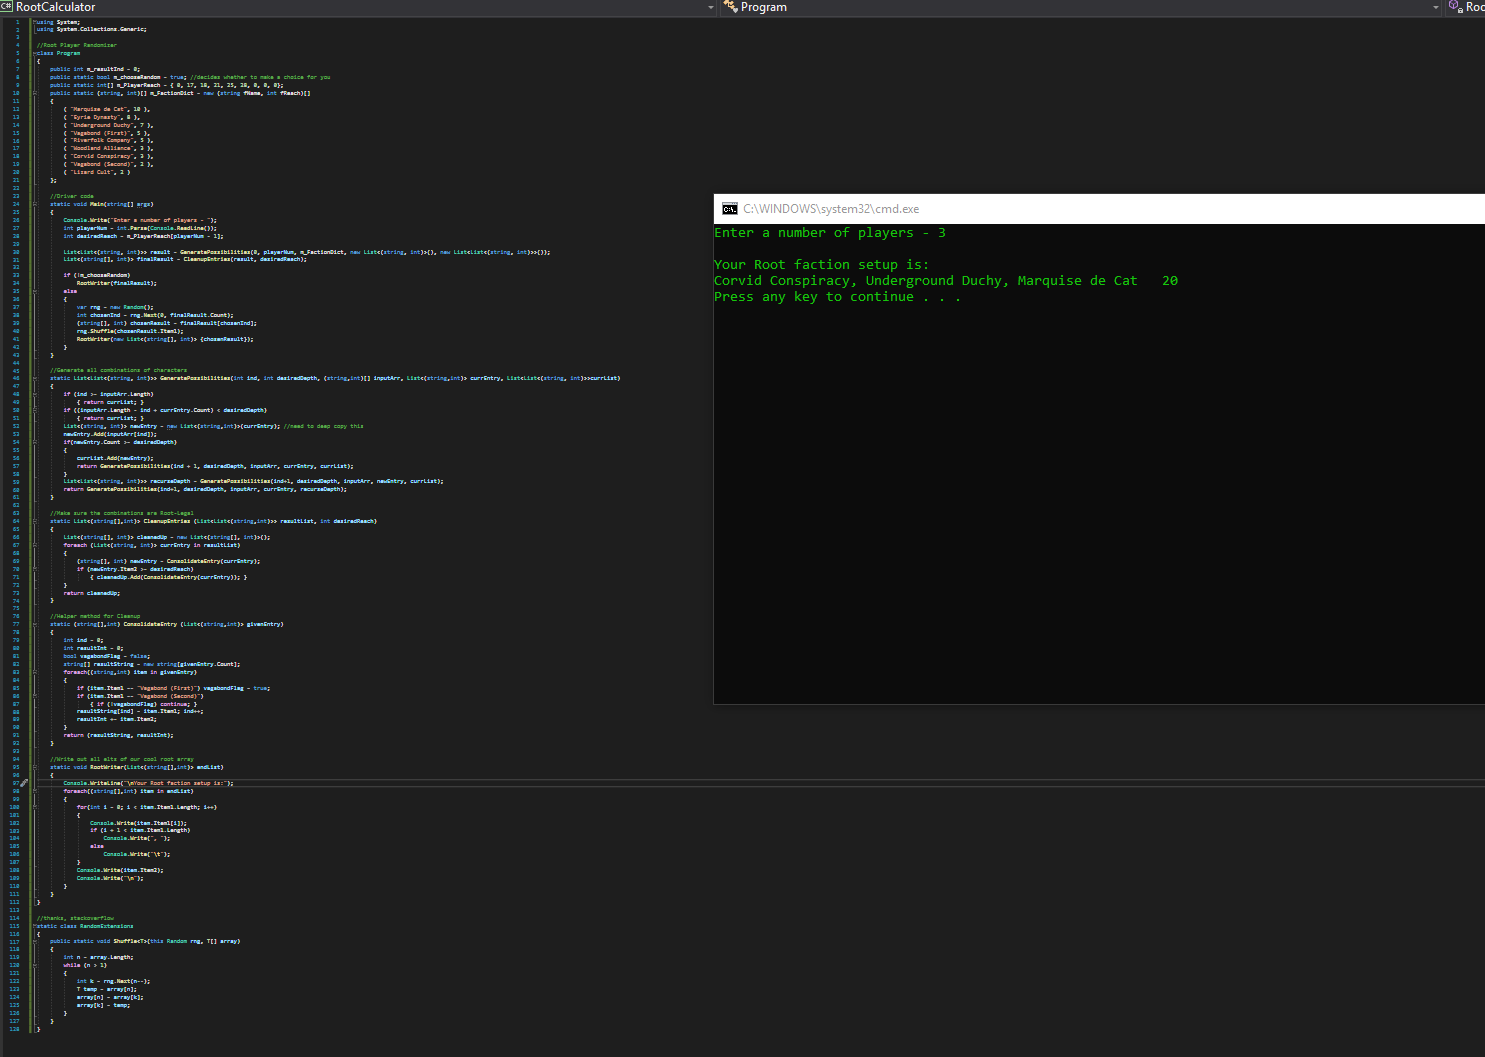 RootCalculator
Program
Roo
using System;
using System.Collections.Generic;
//Root Player Randomiser
class Program
{
public int m_resultInd = 0;
public static bool m_chooseRandom = true; //decides whether to make a choice for you
public static int[] m_PlayerReach = { 0, 17, 18, 21, 25, 28, 0, 0, 0};
public static (string, int)[] m_FactionDict = new (string fName, int fReach)[]
{
( "Marquise de Cat", 10 ),
( "Eyrie Dynasty", 8 ),
( "Underground Duchy", 7 ),
( "Vagabond (First)", 5 ),
( "Riverfolk Company", 5 ),
( "Woodland Alliance", 3 ),
( "Corvid Conspiracy", 3 ),
( "Vagabond (Second)", 2 ),
( "Lizard Cult", 2 )
};
//Driver code
static void Main(string[] args)
{
Console.Write("Enter a number of players - ");
int playerNum = int.Parse(Console.ReadLine());
int desiredReach = m_PlayerReach[playerNum - 1];
List<List<(string, int)>> result = GeneratePossibilities(0, playerNum, m_FactionDict, new List<(string, int)>(), new List<List<(string, int)>>());
List<(string[], int)> finalResult = CleanupEntries(result, desiredReach);
if (!m_chooseRandom)
RootWriter(finalResult);
else
{
var rng = new Random();
int chosenInd = rng.Next(0, finalResult.Count);
(string[], int) chosenResult = finalResult[chosenInd];
rng.Shuffle(chosenResult.Item1);
RootWriter(new List<(string[], int)> {chosenResult});
}
}
//Generate all combinations of characters
static List<List<(string, int)>> GeneratePossibilities(int ind, int desiredDepth, (string,int)[] inputArr, List<(string,int)> currEntry, List<List<(string, int)>>currList)
{
if (ind >= inputArr.Length)
{ return currList; }
if ((inputArr.Length - ind + currEntry.Count) < desiredDepth)
{ return currList; }
List<(string, int)> newEntry = new List<(string,int)>(currEntry); //need to deep copy this
newEntry.Add(inputArr[ind]);
if(newEntry.Count >= desiredDepth)
{
currList.Add(newEntry);
return GeneratePossibilities(ind + 1, desiredDepth, inputArr, currEntry, currList);
}
List<List<(string, int)>> recurseDepth = GeneratePossibilities(ind+1, desiredDepth, inputArr, newEntry, currList);
return GeneratePossibilities(ind+1, desiredDepth, inputArr, currEntry, recurseDepth);
}
//Make sure the combinations are Root-Legal
static List<(string[],int)> CleanupEntries (List<List<(string,int)>> resultList, int desiredReach)
{
List<(string[], int)> cleanedUp = new List<(string[], int)>();
foreach (List<(string, int)> currEntry in resultList)
{
(string[], int) newEntry = ConsolidateEntry(currEntry);
if (newEntry.Item2 >= desiredReach)
{ cleanedUp.Add(ConsolidateEntry(currEntry)); }
}
return cleanedUp;
}
//Helper method for Cleanup
static (string[],int) ConsolidateEntry (List<(string,int)> givenEntry)
{
int ind = 0;
int resultInt = 0;
bool vagabondFlag = false;
string[] resultString = new string[givenEntry.Count];
foreach((string,int) item in givenEntry)
{
if (item.Item1 == "Vagabond (First)") vagabondFlag = true;
if (item.Item1 == "Vagabond (Second)")
{ if (!vagabondFlag) continue; }
resultString[ind] = item.Item1; ind++;
resultInt += item.Item2;
}
return (resultString, resultInt);
}
//Write out all elts of our cool root array
static void RootWriter(List<(string[],int)> endList)
{
Console.WriteLine("\nYour Root faction setup is:");
foreach((string[],int) item in endList)
{
for(int i = 0; i < item.Item1.Length; i++)
{
Console.Write(item.Item1[i]);
if (i + 1 < item.Item1.Length)
Console.Write(", ");
else
Console.Write("\t");
}
Console.Write(item.Item2);
Console.Write("\n");
}
}
}
//thanks, stackoverflow
static class RandomExtensions
{
public static void Shuffle<T>(this Random rng, T[] array)
{
int n = array.Length;
while (n > 1)
{
int k = rng.Next(n--);
T temp = array[n];
array[n] = array[k];
array[k] = temp;
}
}
}
C:\WINDOWS\system32\cmd.exe
Enter a number of players - 3
Your Root faction setup is:
Corvid Conspiracy, Underground Duchy, Marquise de Cat 20
Press any key to continue . . .